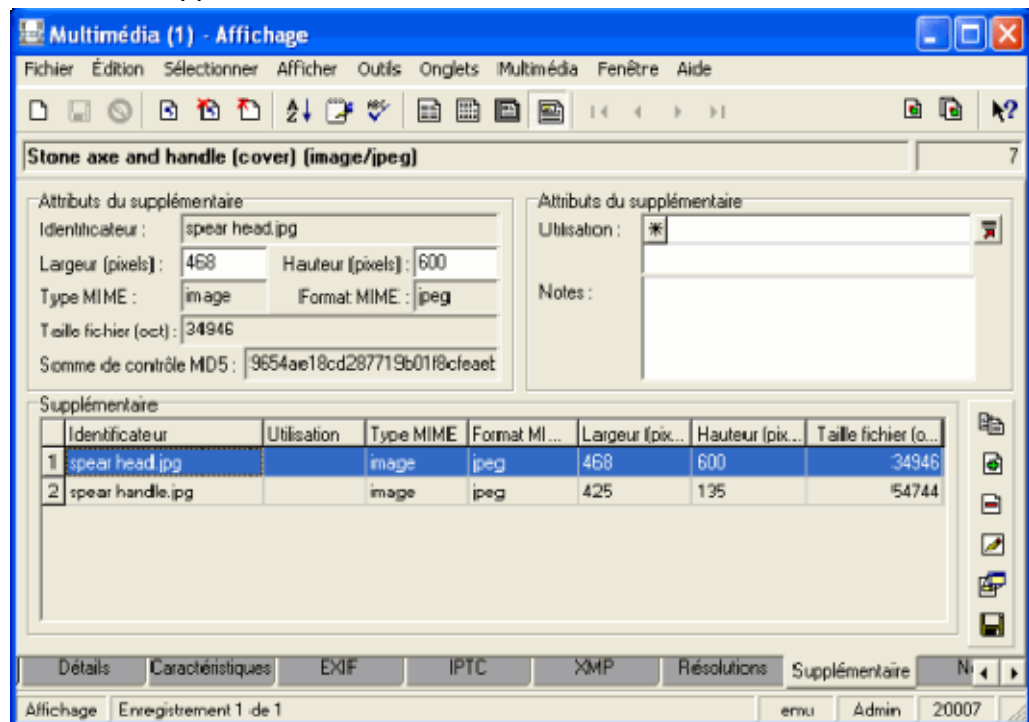 Multimédia (1) - Affichage
Fichier Édition Sélectionner Afficher Outils Onglets Multimédia Fenêtre Aide
Stone axe and handle (cover) (image/jpeg) 7
Attributs du supplémentaire Attributs du supplémentaire
Identificateur : spear head.jpg Utilisation :
Largeur (pixels) : 468 Hauteur (pixels) : 600
Type MIME : image Format MIME : jpeg Notes :
Taille fichier (oct) : 34946
Somme de contrôle MD5 : 9654ae18cd287719b01f8cfeaeb
Supplémentaire
Identificateur Utilisation Type MIME Format MI... Largeur (pix... Hauteur (pix... Taille fichier (o...
1 spear head.jpg image jpeg 468 600 34946
2 spear handle.jpg image jpeg 425 135 54744
Détails Caractéristiques EXIF IPTC XMP Résolutions Supplémentaire N
Affichage Enregistrement 1 de 1 emu Admin 20007